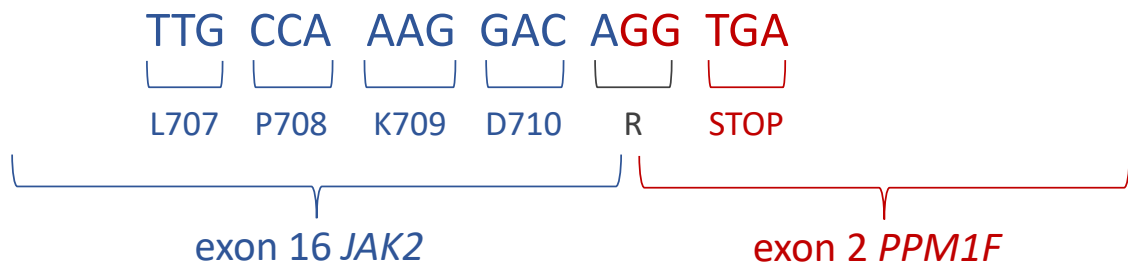 TTG CCA AAG GAC AGG TGA
L707 P708 K709 D710 R STOP
exon 16 JAK2 exon 2 PPM1F